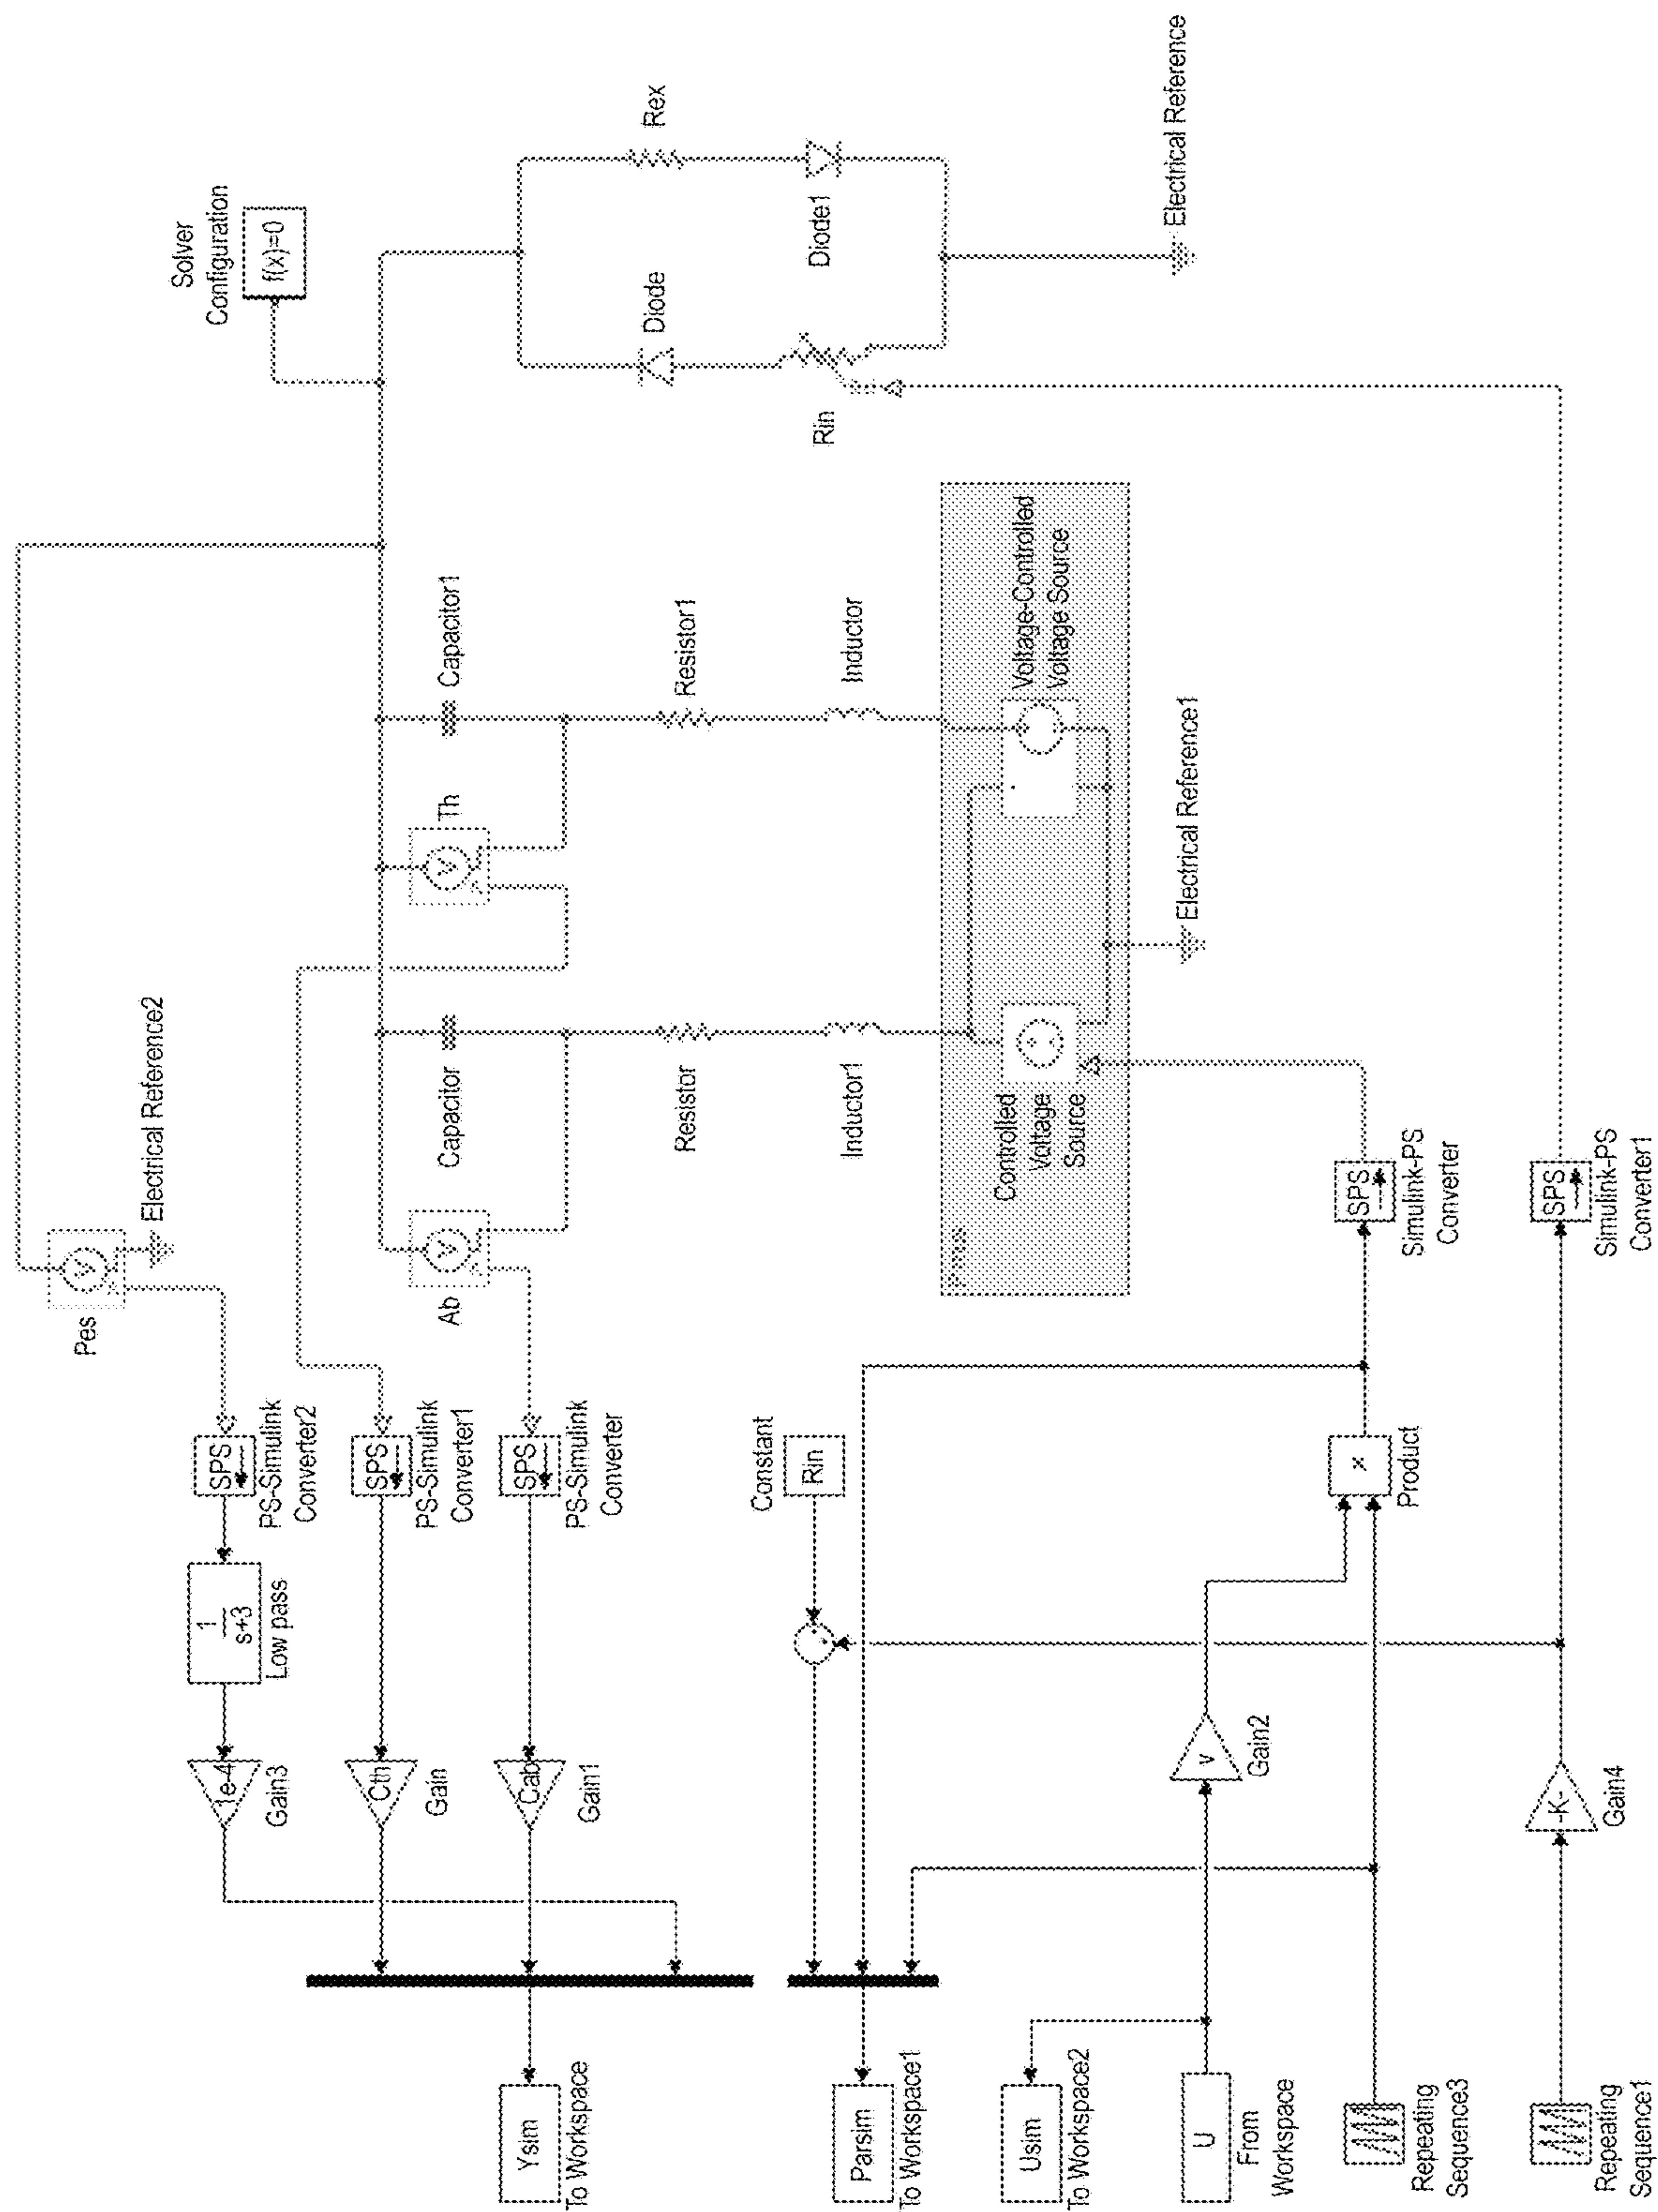 Solver
Configuration
f(x)=0
Rex
Diode1
Diode
Rin
Electrical Reference
Capacitor1
Th
Resistor1
Inductor
Voltage-Controlled
Voltage Source
Electrical Reference1
Electrical Reference2
Pes
Ab
Capacitor
Resistor
Inductor1
Controlled
Voltage
Source
SPS
PS-Simulink
Converter2
SPS
PS-Simulink
Converter1
SPS
PS-Simulink
Converter
SPS
Simulink-PS
Converter
SPS
Simulink-PS
Converter1
1
s+3
Low pass
Constant
Rin
x
Product
1e-4
Gain3
Cth
Gain
Cab
Gain1
v
Gain2
-K-
Gain4
Ysim
To Workspace
Parsim
To Workspace1
Usim
To Workspace2
U
From
Workspace
Repeating
Sequence3
Repeating
Sequence1